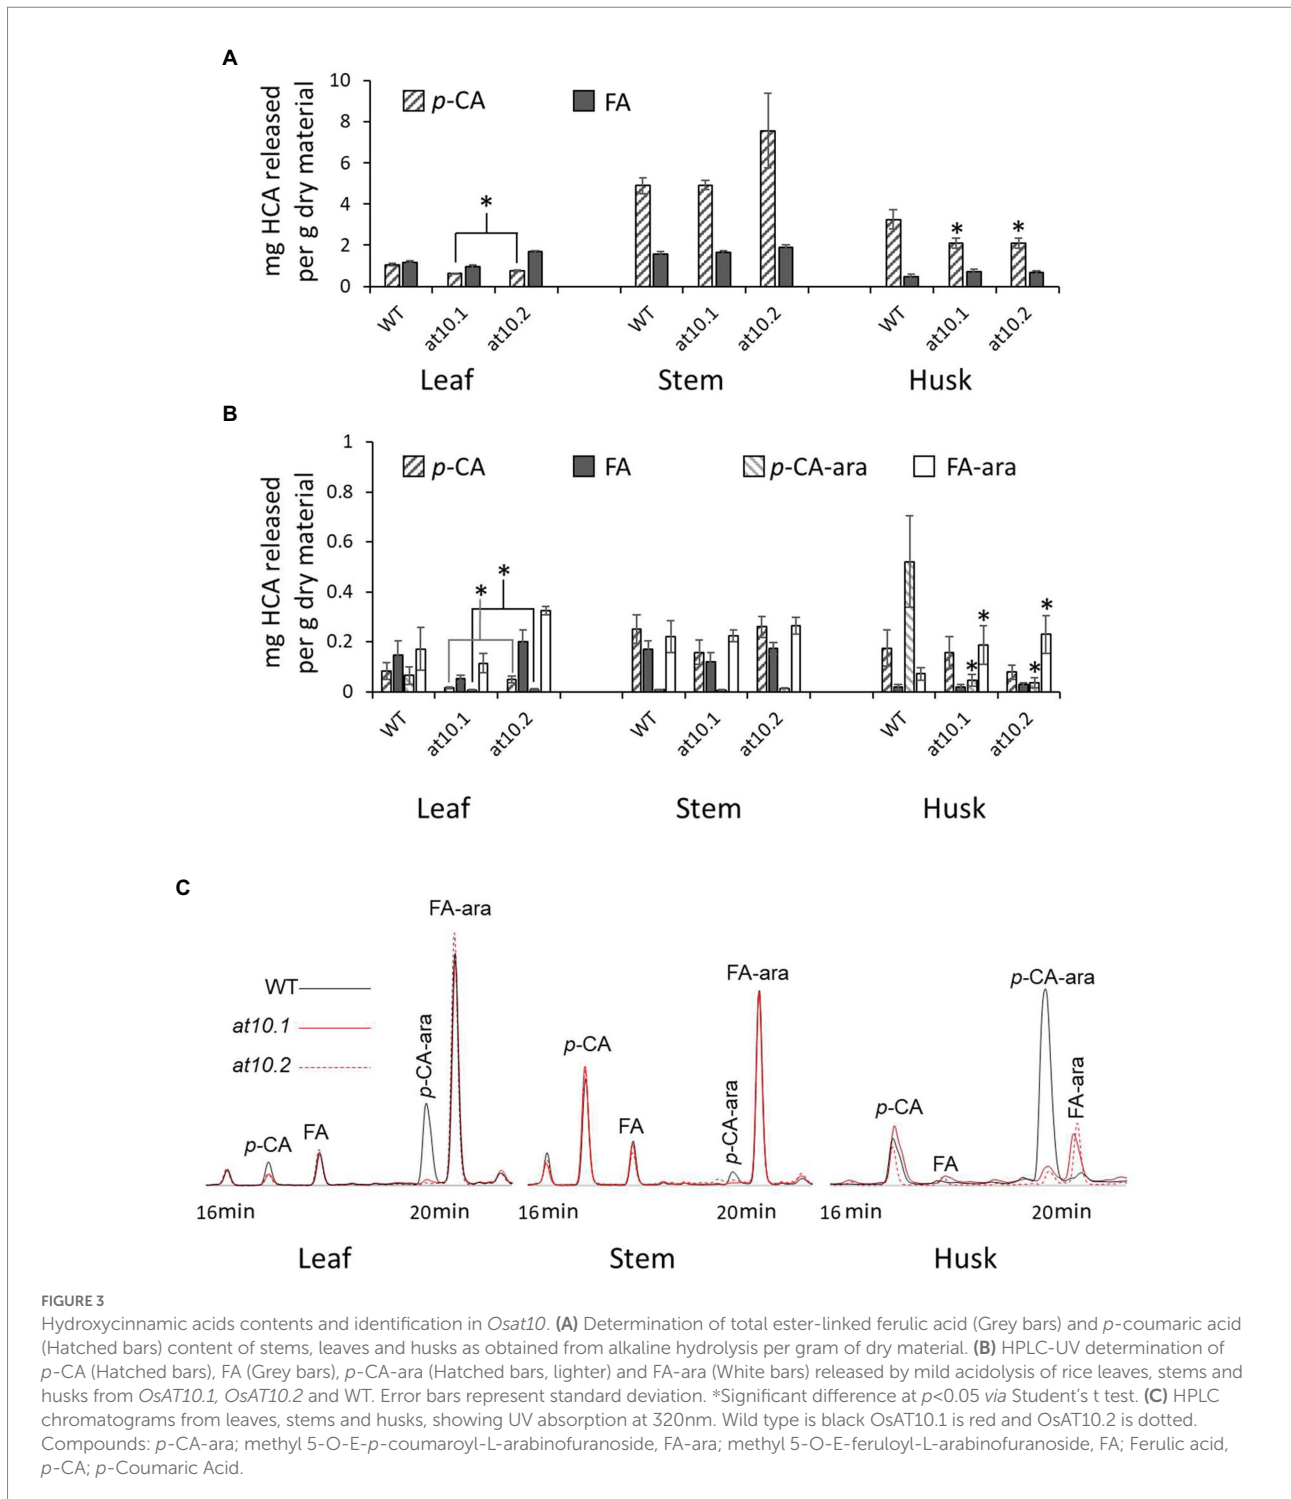 A
mg HCA released
per g dry material
10
8
6
4
2
0
p-CA
FA
*
*
*
WT
at10.1
at10.2
WT
at10.1
at10.2
WT
at10.1
at10.2
Leaf
Stem
Husk
B
mg HCA released
per g dry material
1
0.8
0.6
0.4
0.2
0
p-CA
FA
p-CA-ara
FA-ara
*
*
*
*
*
*
WT
at10.1
at10.2
WT
at10.1
at10.2
WT
at10.1
at10.2
Leaf
Stem
Husk
C
WT
at10.1
at10.2
p-CA
FA
p-CA-ara
FA-ara
p-CA
FA
p-CA-ara
FA-ara
p-CA
FA
p-CA-ara
FA-ara
16min
20min
16min
20min
16min
20min
Leaf
Stem
Husk
FIGURE 3
Hydroxycinnamic acids contents and identification in Osat10. (A) Determination of total ester-linked ferulic acid (Grey bars) and p-coumaric acid
(Hatched bars) content of stems, leaves and husks as obtained from alkaline hydrolysis per gram of dry material. (B) HPLC-UV determination of
p-CA (Hatched bars), FA (Grey bars), p-CA-ara (Hatched bars, lighter) and FA-ara (White bars) released by mild acidolysis of rice leaves, stems and
husks from OsAT10.1, OsAT10.2 and WT. Error bars represent standard deviation. *Significant difference at p<0.05 via Student's t test. (C) HPLC
chromatograms from leaves, stems and husks, showing UV absorption at 320nm. Wild type is black OsAT10.1 is red and OsAT10.2 is dotted.
Compounds: p-CA-ara; methyl 5-O-E-p-coumaroyl-L-arabinofuranoside, FA-ara; methyl 5-O-E-feruloyl-L-arabinofuranoside, FA; Ferulic acid,
p-CA; p-Coumaric Acid.